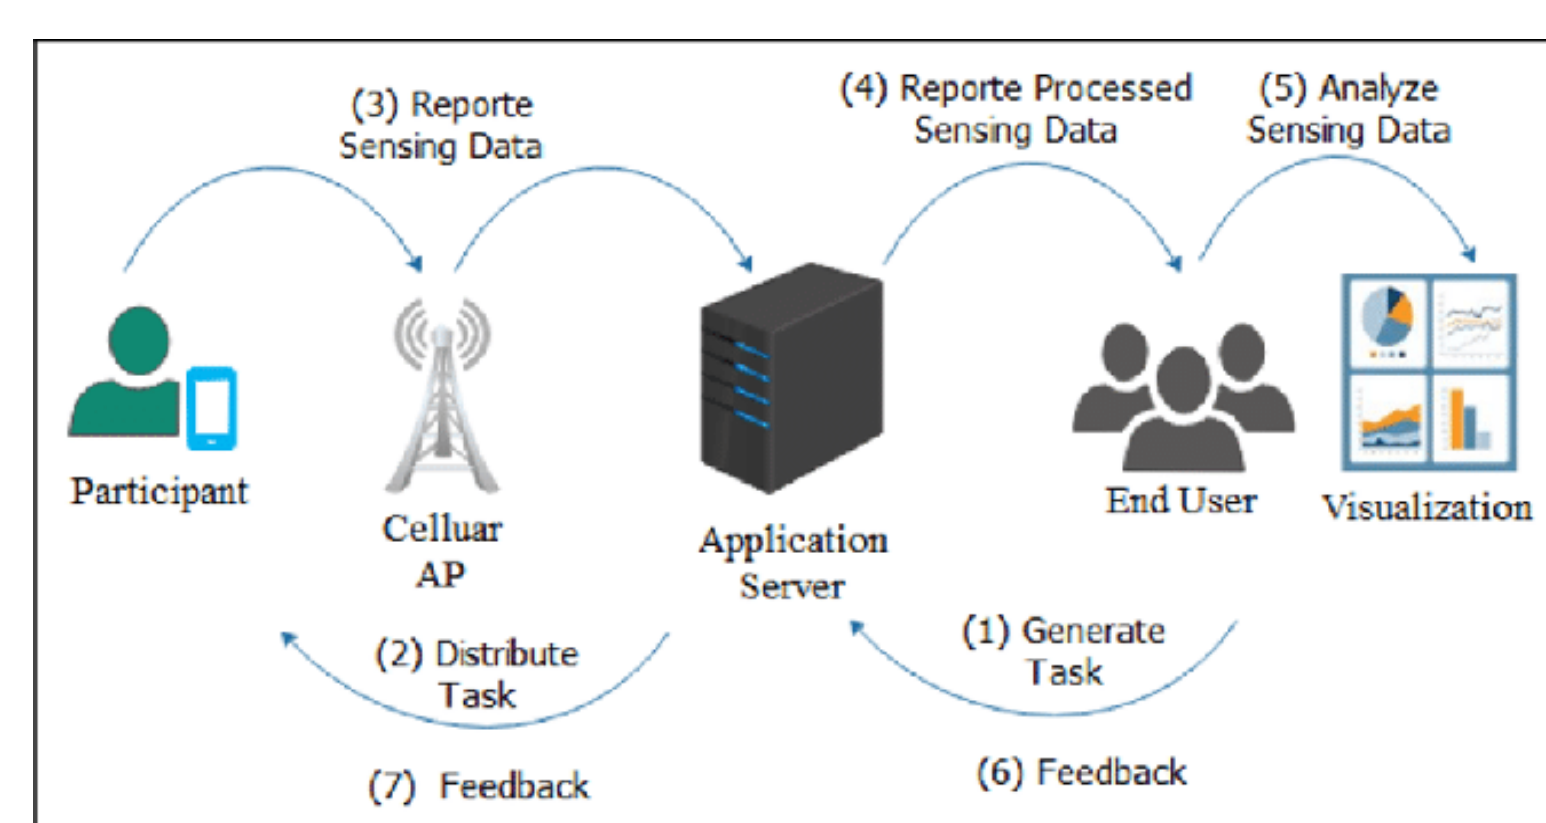 (3) Reporte
Sensing Data
(4) Reporte Processed
Sensing Data
(5) Analyze
Sensing Data
Participant
Celluar
AP
Application
Server
End User
Visualization
(2) Distribute
Task
(1) Generate
Task
(7) Feedback
(6) Feedback